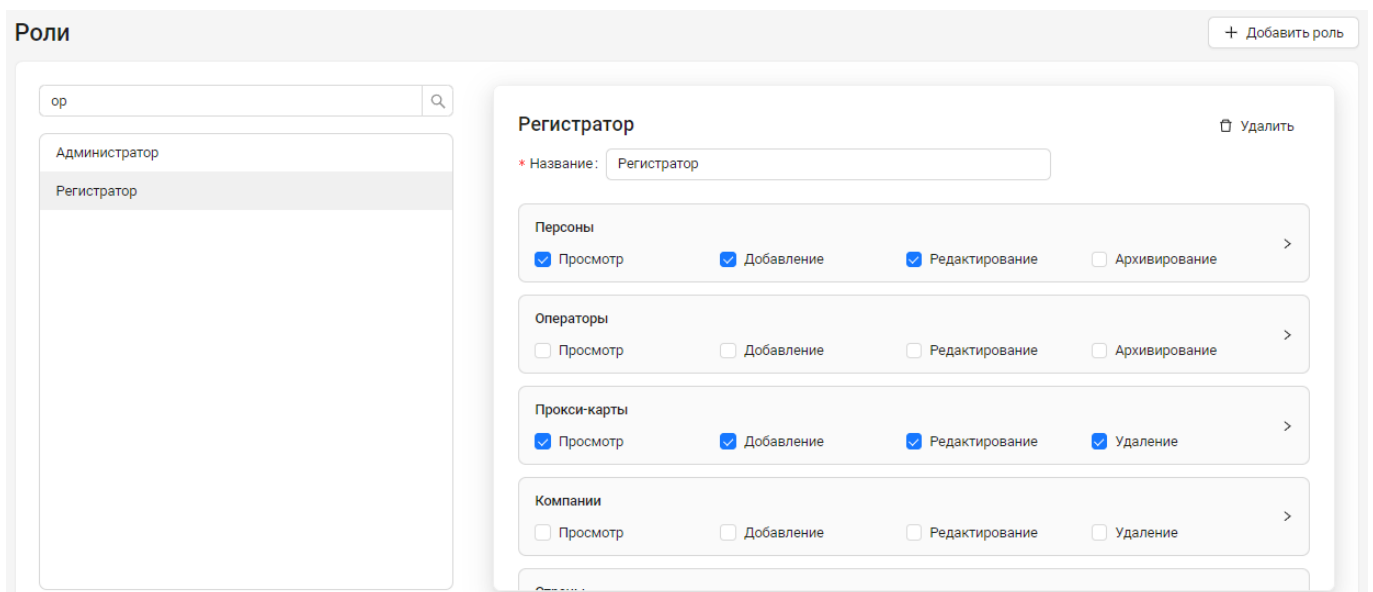 Роли
+ Добавить роль
ор
Администратор
Регистратор
Регистратор
Удалить
* Название: Регистратор
Персоны
Просмотр Добавление Редактирование Архивирование
Операторы
Просмотр Добавление Редактирование Архивирование
Прокси-карты
Просмотр Добавление Редактирование Удаление
Компании
Просмотр Добавление Редактирование Удаление